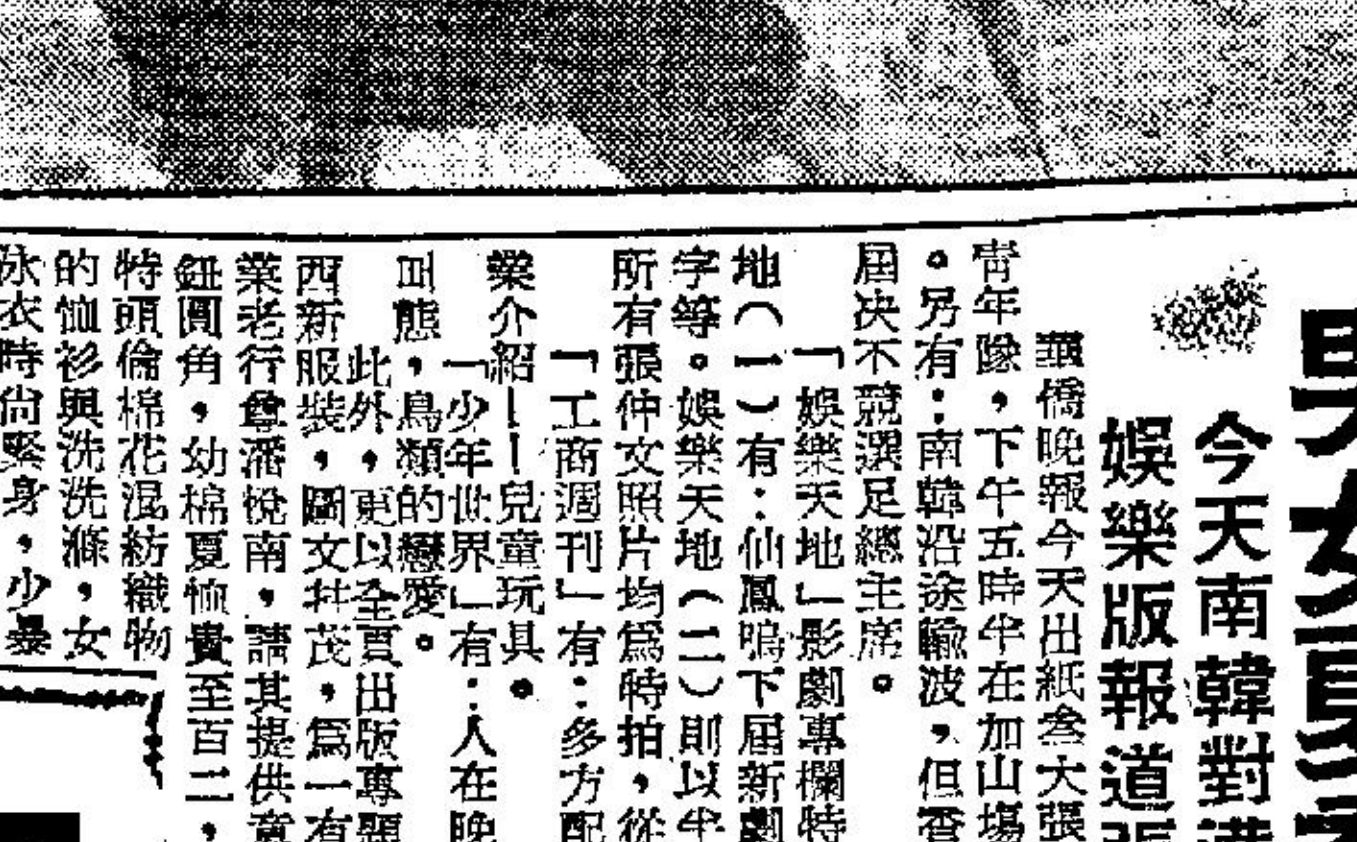 今天南韓對港
娛樂版報道張
華僑晚報今天出紙叁大張
青年隊，下午五時半在加山塲
。另有：南韓沿途輸波，但香
屆决不競選足總主席。
「娛樂天地」影劇專欄特
地（一）有：仙鳳鳴下屆新劇
字等。娛樂天地（二）則以半
所有張仲文照片均爲特拍，從
「工商週刊」有：多方配
業介紹——兒童玩具。
「少年世界」有：人在晚
叫態，鳥類的戀愛。
此外，更以全頁出版專題
西新服裝，圖文并茂，爲一有
業老行尊潘悅南，請其提供意
鈕圓角，幼棉夏恤貴至百二，
特頭倫棉花混紡織物
的恤衫與洗洗滌，女
泳衣時尚緊身，少暴